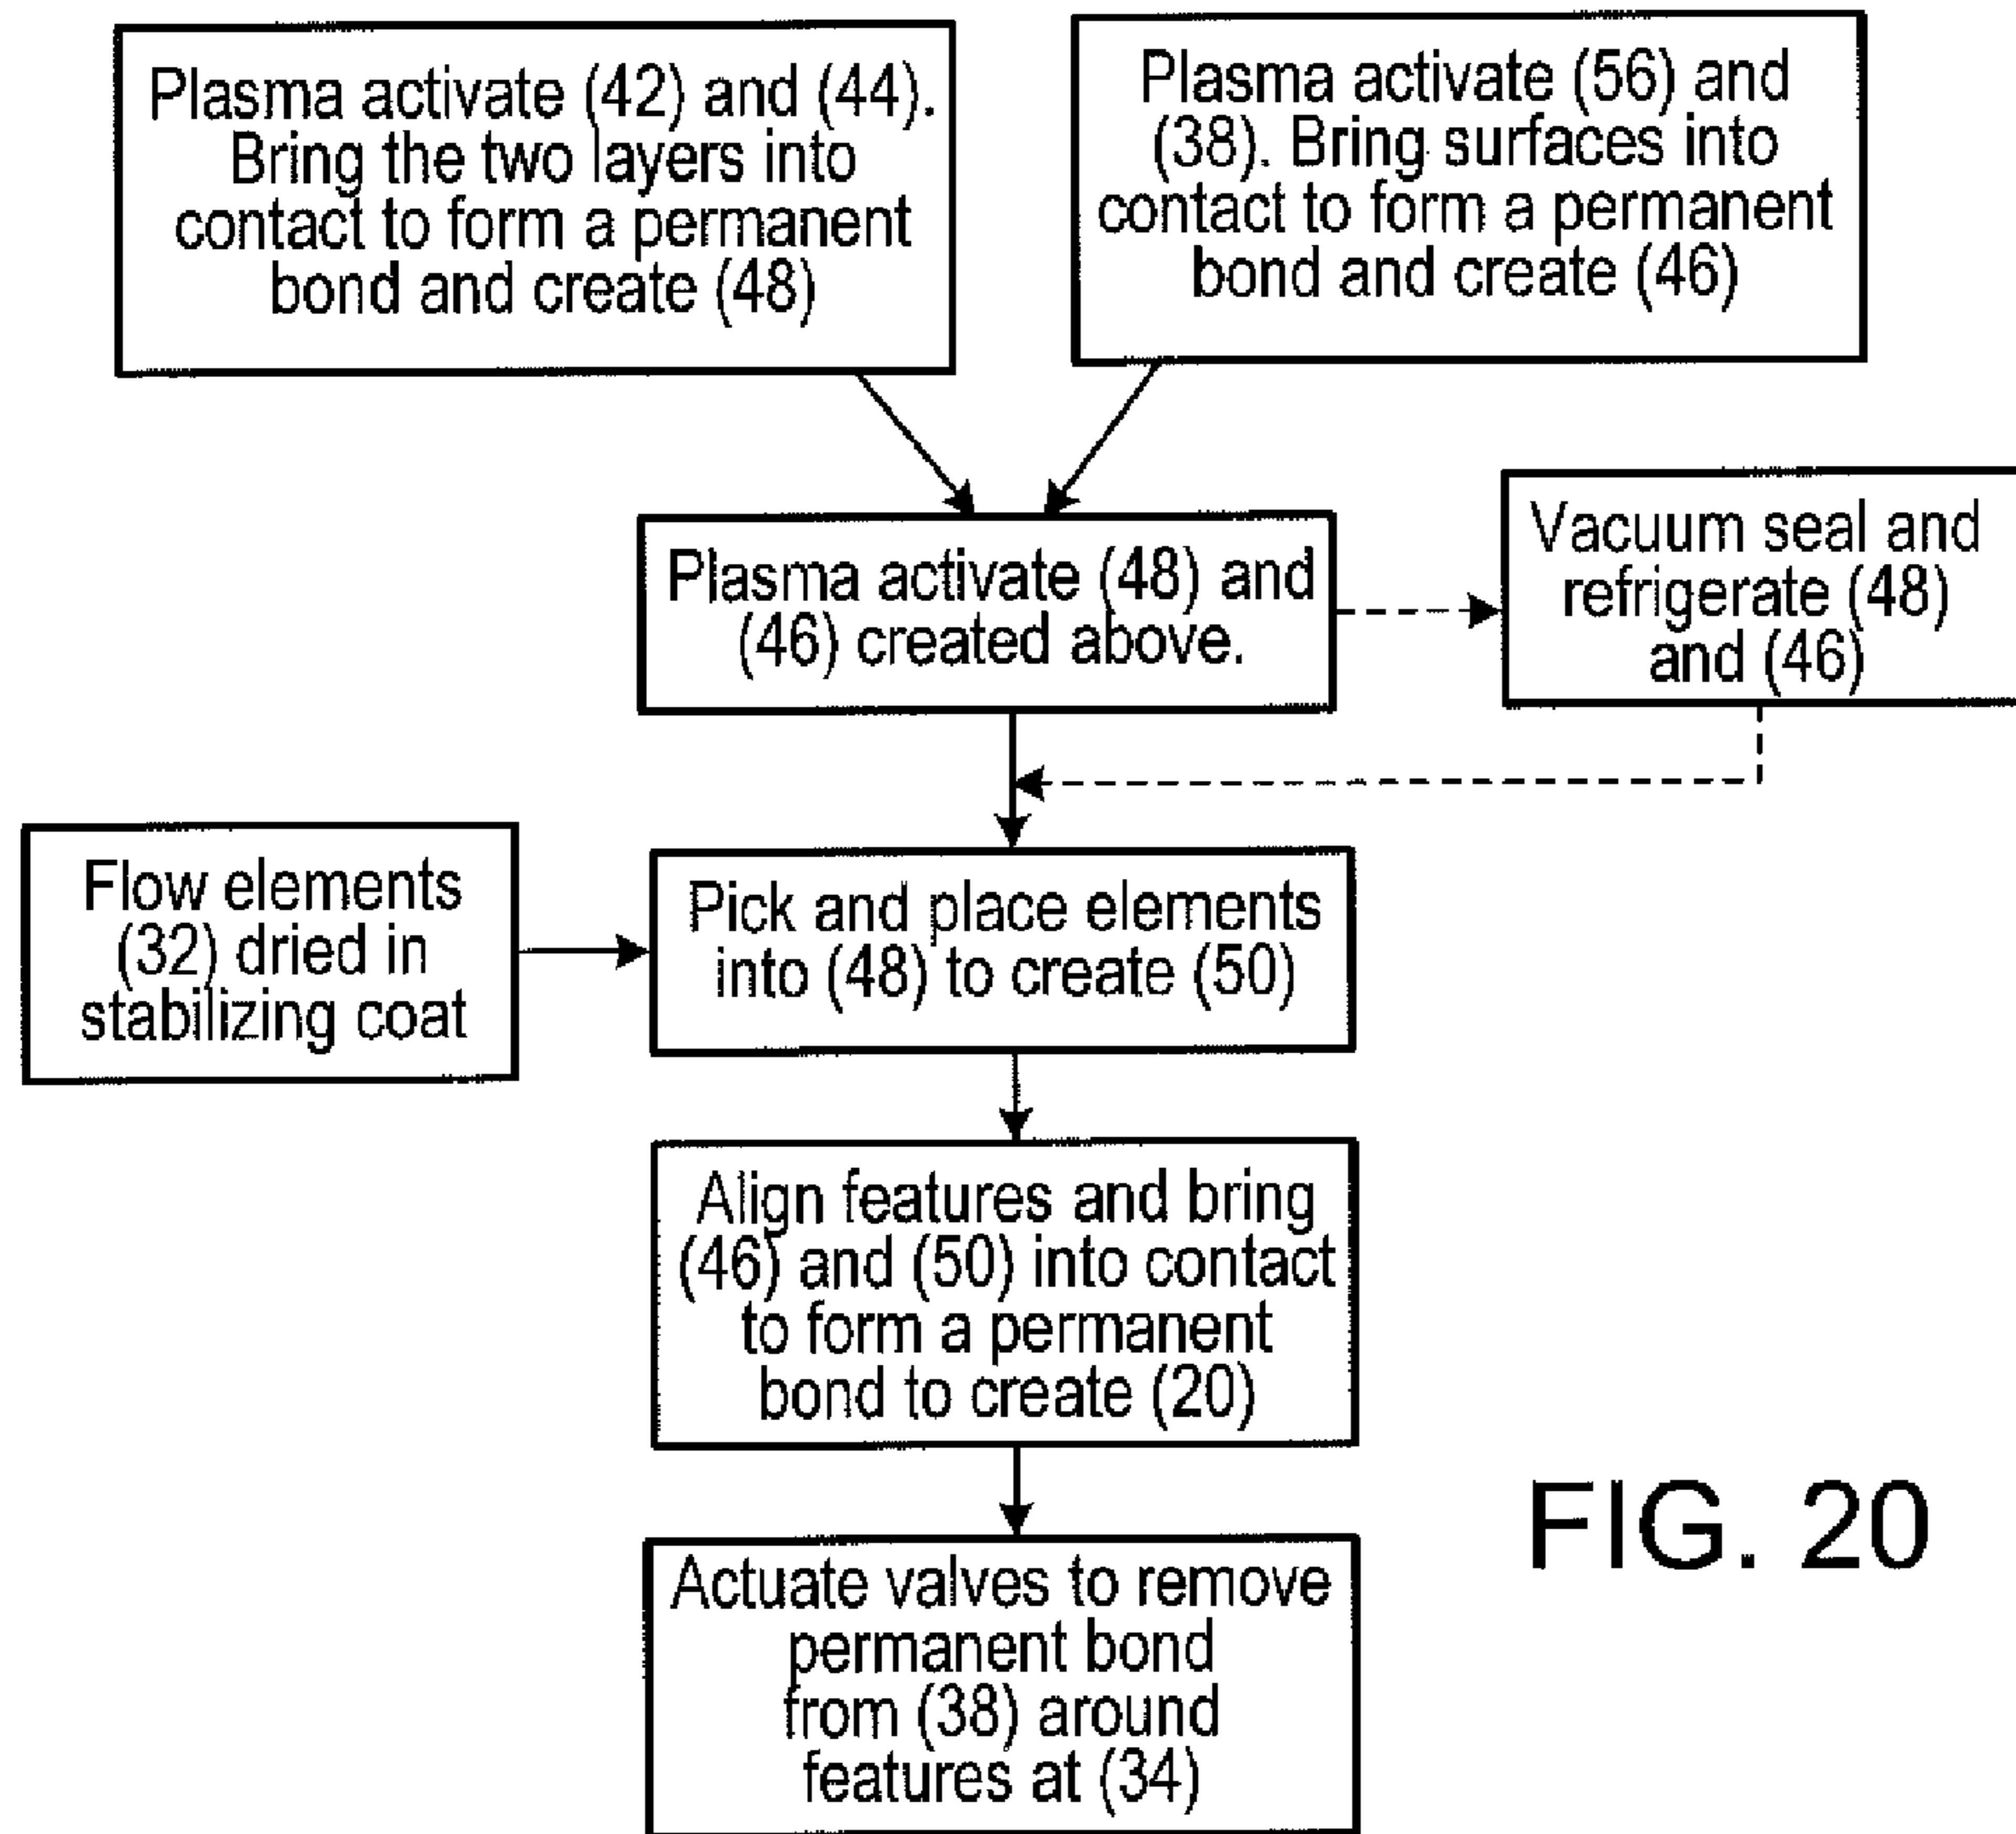 Plasma activate (42) and (44).
Bring the two layers into
contact to form a permanent
bond and create (48)
Plasma activate (56) and
(38). Bring surfaces into
contact to form a permanent
bond and create (46)
Plasma activate (48) and
(46) created above.
Vacuum seal and
refrigerate (48)
and (46)
Flow elements
(32) dried in
stabilizing coat
Pick and place elements
into (48) to create (50)
Align features and bring
(46) and (50) into contact
to form a permanent
bond to create (20)
Actuate valves to remove
permanent bond
from (38) around
features at (34)
FIG. 20